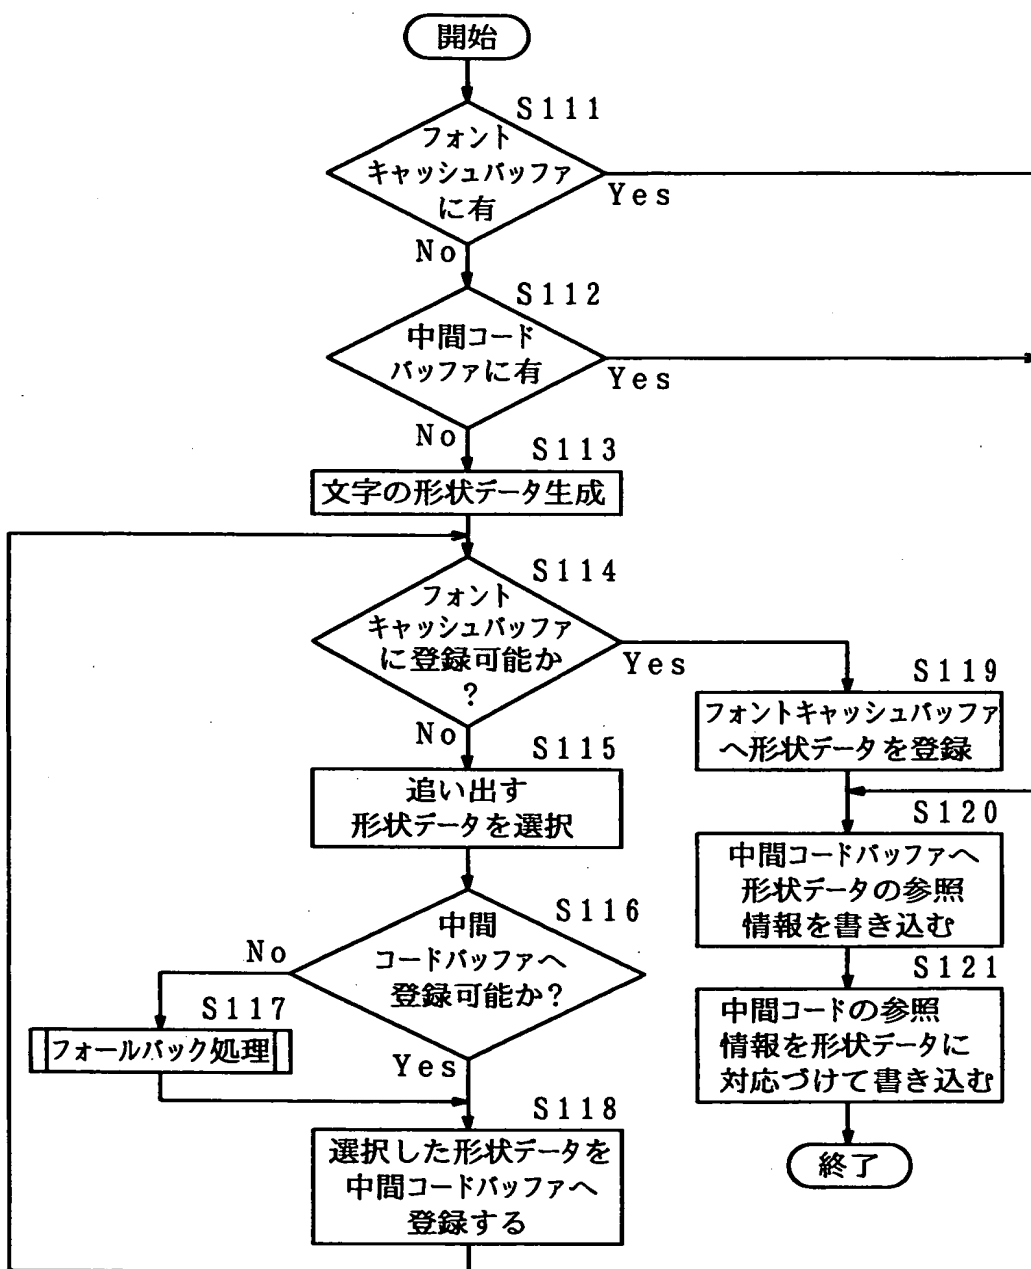 開始
S111
フォント
キャッシュバッファ
に有
Yes
No
S112
中間コード
バッファに有
Yes
No
S113
文字の形状データ生成
S114
フォント
キャッシュバッファ
に登録可能か
?
Yes
No
S115
追い出す
形状データを選択
S116
中間
コードバッファへ
登録可能か?
No
S117
フォールバック処理
Yes
S118
選択した形状データを
中間コードバッファへ
登録する
S119
フォントキャッシュバッファ
へ形状データを登録
S120
中間コードバッファへ
形状データの参照
情報を書き込む
S121
中間コードの参照
情報を形状データに
対応づけて書き込む
終了